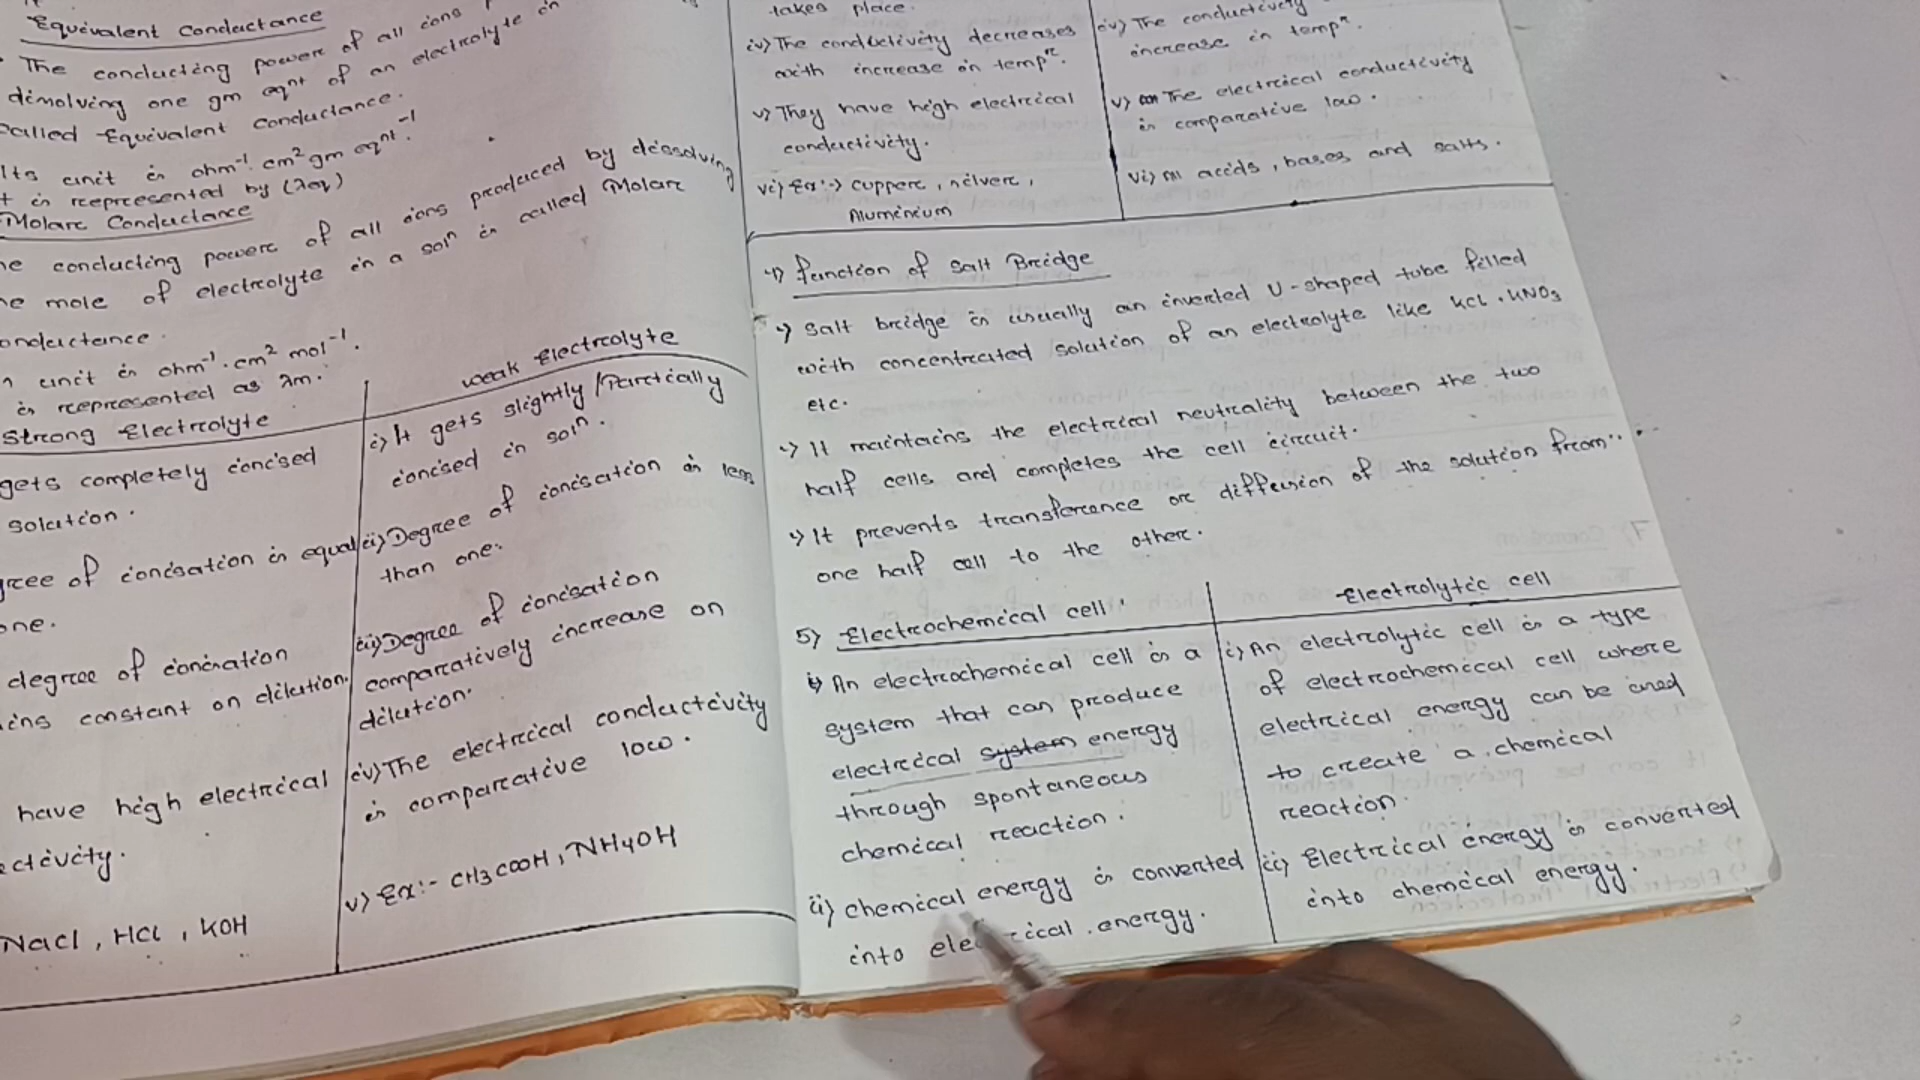 Equivalent Conductance
The conducting power of all ions
dissolving one gm eqnt of an electrolyte in
called Equivalent Conductance.
Its unit is ohm⁻¹ cm² gm eqnt⁻¹.
It is represented by (λeq)
Molar Conductance
The conducting power of all ions produced by dissolving
one mole of electrolyte in a solⁿ is called Molar
conductance.
unit is ohm⁻¹. cm² mol⁻¹.
is represented as λm.
Strong Electrolyte
gets completely ionised
solution.
gree of ionisation is equal
one.
degree of ionisation
ins constant on dilution.
have high electrical
ctivity.
NaCl, HCl, KOH
Weak Electrolyte
i) It gets slightly / Partially
ionised in solⁿ.
ii) Degree of ionisation is less
than one.
iii) Degree of ionisation
comparatively increase on
dilution.
iv) The electrical conductivity
is comparative low.
v) Ex:- CH3COOH, NH4OH
takes place.
iv) The conductivity decreases
with increase in tempʳ.
v) They have high electrical
conductivity.
vi) Ex:-> Copper, silver,
Aluminium
iv) The conductivity
increase in tempʳ.
v) The electrical conductivity
is comparative low.
vi) acids, bases and salts.
4) Function of Salt Bridge
Salt bridge is usually an inverted U-shaped tube filled
with concentrated solution of an electrolyte like KCl, KNO3
etc.
It maintains the electrical neutrality between the two
half cells and completes the cell circuit.
It prevents transference or diffusion of the solution from
one half cell to the other.
5) Electrochemical cell
i) An electrochemical cell is a
system that can produce
electrical system energy
through spontaneous
chemical reaction.
ii) Chemical energy is converted
into electrical energy.
Electrolytic cell
i) An electrolytic cell is a type
of electrochemical cell where
electrical energy can be used
to create a chemical
reaction.
ii) Electrical energy is converted
into chemical energy.